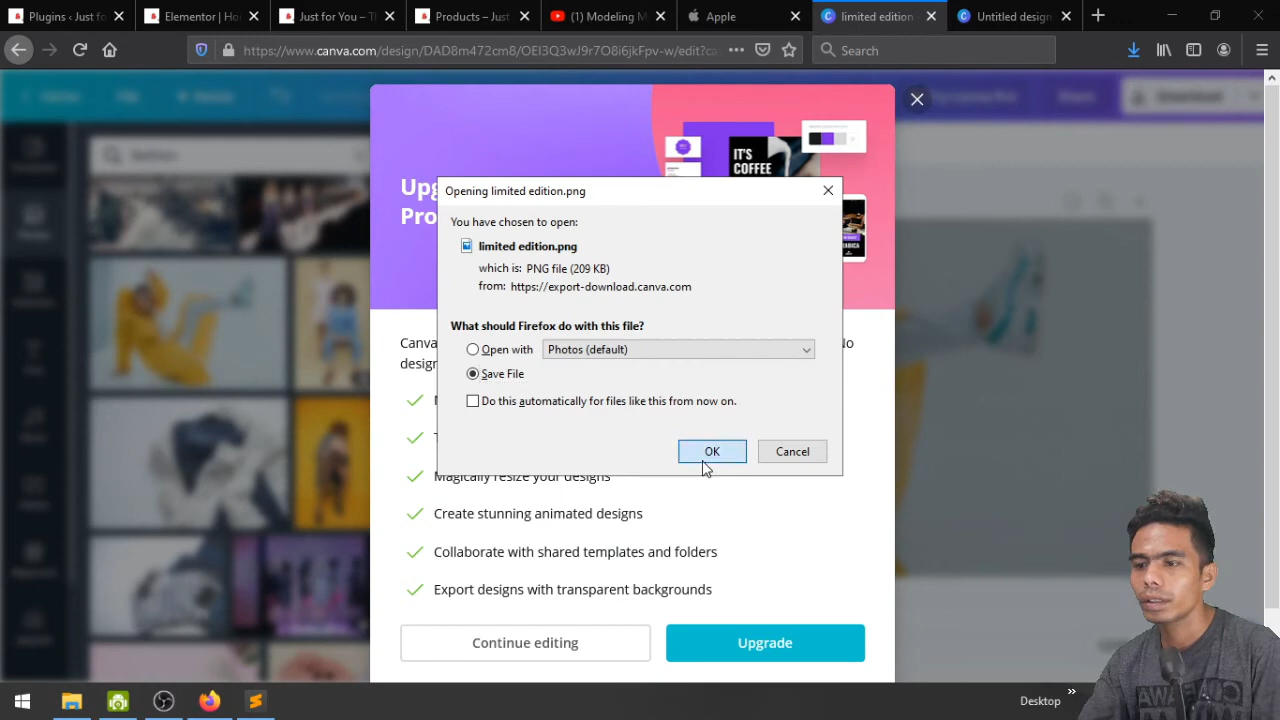 Plugins ‹ Just fo
Elementor | Ho
Just for You – Th
Products – Just
(1) Modeling M
Apple
limited edition
Untitled design
https://www.canva.com/design/DAD8m472cm8/OEI3Q3wJ9r7O8i6jkFpv-w/edit?ca
Search
Upg
Pro
IT'S
COFFEE
Opening limited edition.png
You have chosen to open:
limited edition.png
which is: PNG file (209 KB)
from: https://export-download.canva.com
What should Firefox do with this file?
Open with
Photos (default)
Save File
Do this automatically for files like this from now on.
OK
Cancel
Canva
No
desig
Magically resize your designs
Create stunning animated designs
Collaborate with shared templates and folders
Export designs with transparent backgrounds
Continue editing
Upgrade
Desktop